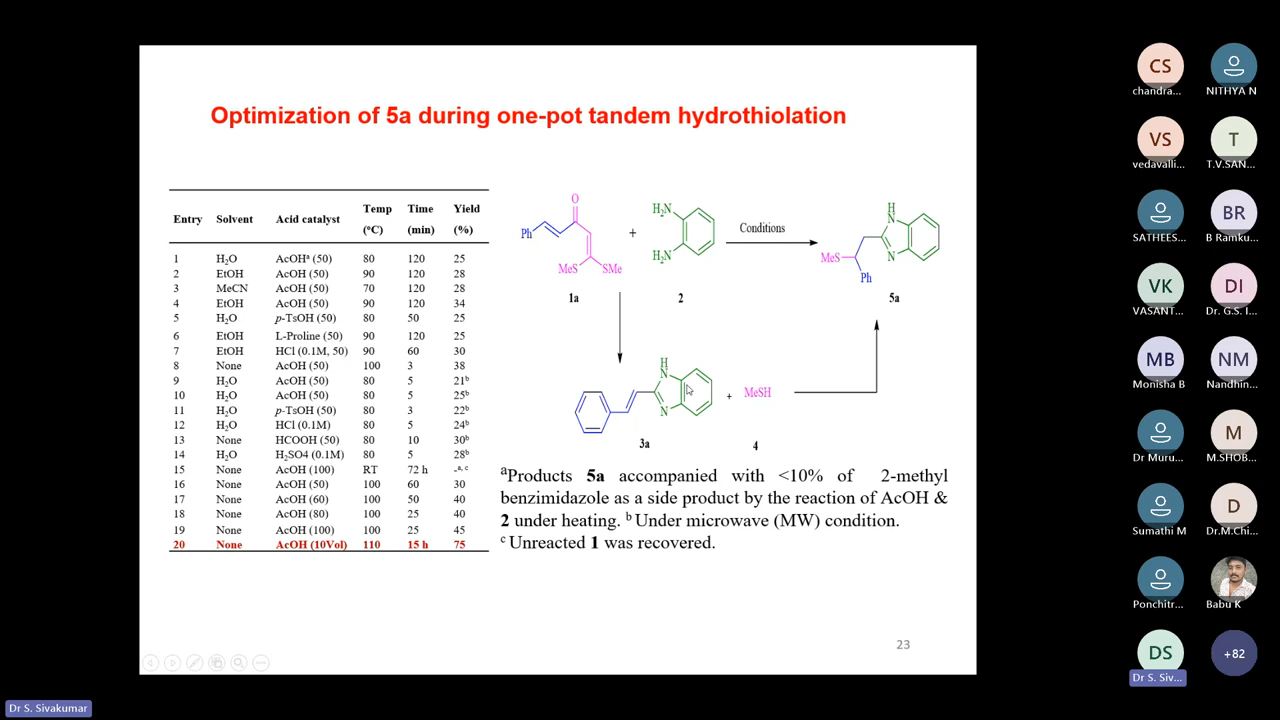 Optimization of 5a during one-pot tandem hydrothiolation
Entry Solvent Acid catalyst Temp (°C) Time (min) Yield (%)
1 H₂O AcOHᵃ (50) 80 120 25
2 EtOH AcOH (50) 90 120 28
3 MeCN AcOH (50) 70 120 28
4 EtOH AcOH (50) 90 120 34
5 H₂O p-TsOH (50) 80 50 25
6 EtOH L-Proline (50) 90 120 25
7 EtOH HCl (0.1M, 50) 90 60 30
8 None AcOH (50) 100 3 38
9 H₂O AcOH (50) 80 5 21ᵇ
10 H₂O AcOH (50) 80 5 25ᵇ
11 H₂O p-TsOH (50) 80 3 22ᵇ
12 H₂O HCl (0.1M) 80 5 24ᵇ
13 None HCOOH (50) 80 10 30ᵇ
14 H₂O H₂SO4 (0.1M) 80 5 28ᵇ
15 None AcOH (100) RT 72 h -ᵃ, ᶜ
16 None AcOH (50) 100 60 30
17 None AcOH (60) 100 50 40
18 None AcOH (80) 100 25 40
19 None AcOH (100) 100 25 45
20 None AcOH (10Vol) 110 15 h 75
O
Ph
MeS SMe
1a
+
H₂N
H₂N
2
Conditions
H
N
N
MeS
Ph
5a
H
N
N
3a
+
MeSH
4
ᵃProducts 5a accompanied with <10% of 2-methyl
benzimidazole as a side product by the reaction of AcOH &
2 under heating. ᵇ Under microwave (MW) condition.
ᶜ Unreacted 1 was recovered.
23
CS
chandra...
NITHYA N
VS
vedavalli...
T
T.V.SAN...
SATHEES...
BR
B Ramku...
VK
VASANT...
DI
Dr. G.S. I...
MB
Monisha B
NM
Nandhin...
Dr Muru...
M
M.SHOB...
Sumathi M
D
Dr.M.Chi...
Ponchitr...
Babu K
DS
Dr S. Siv...
+82
Dr S. Sivakumar